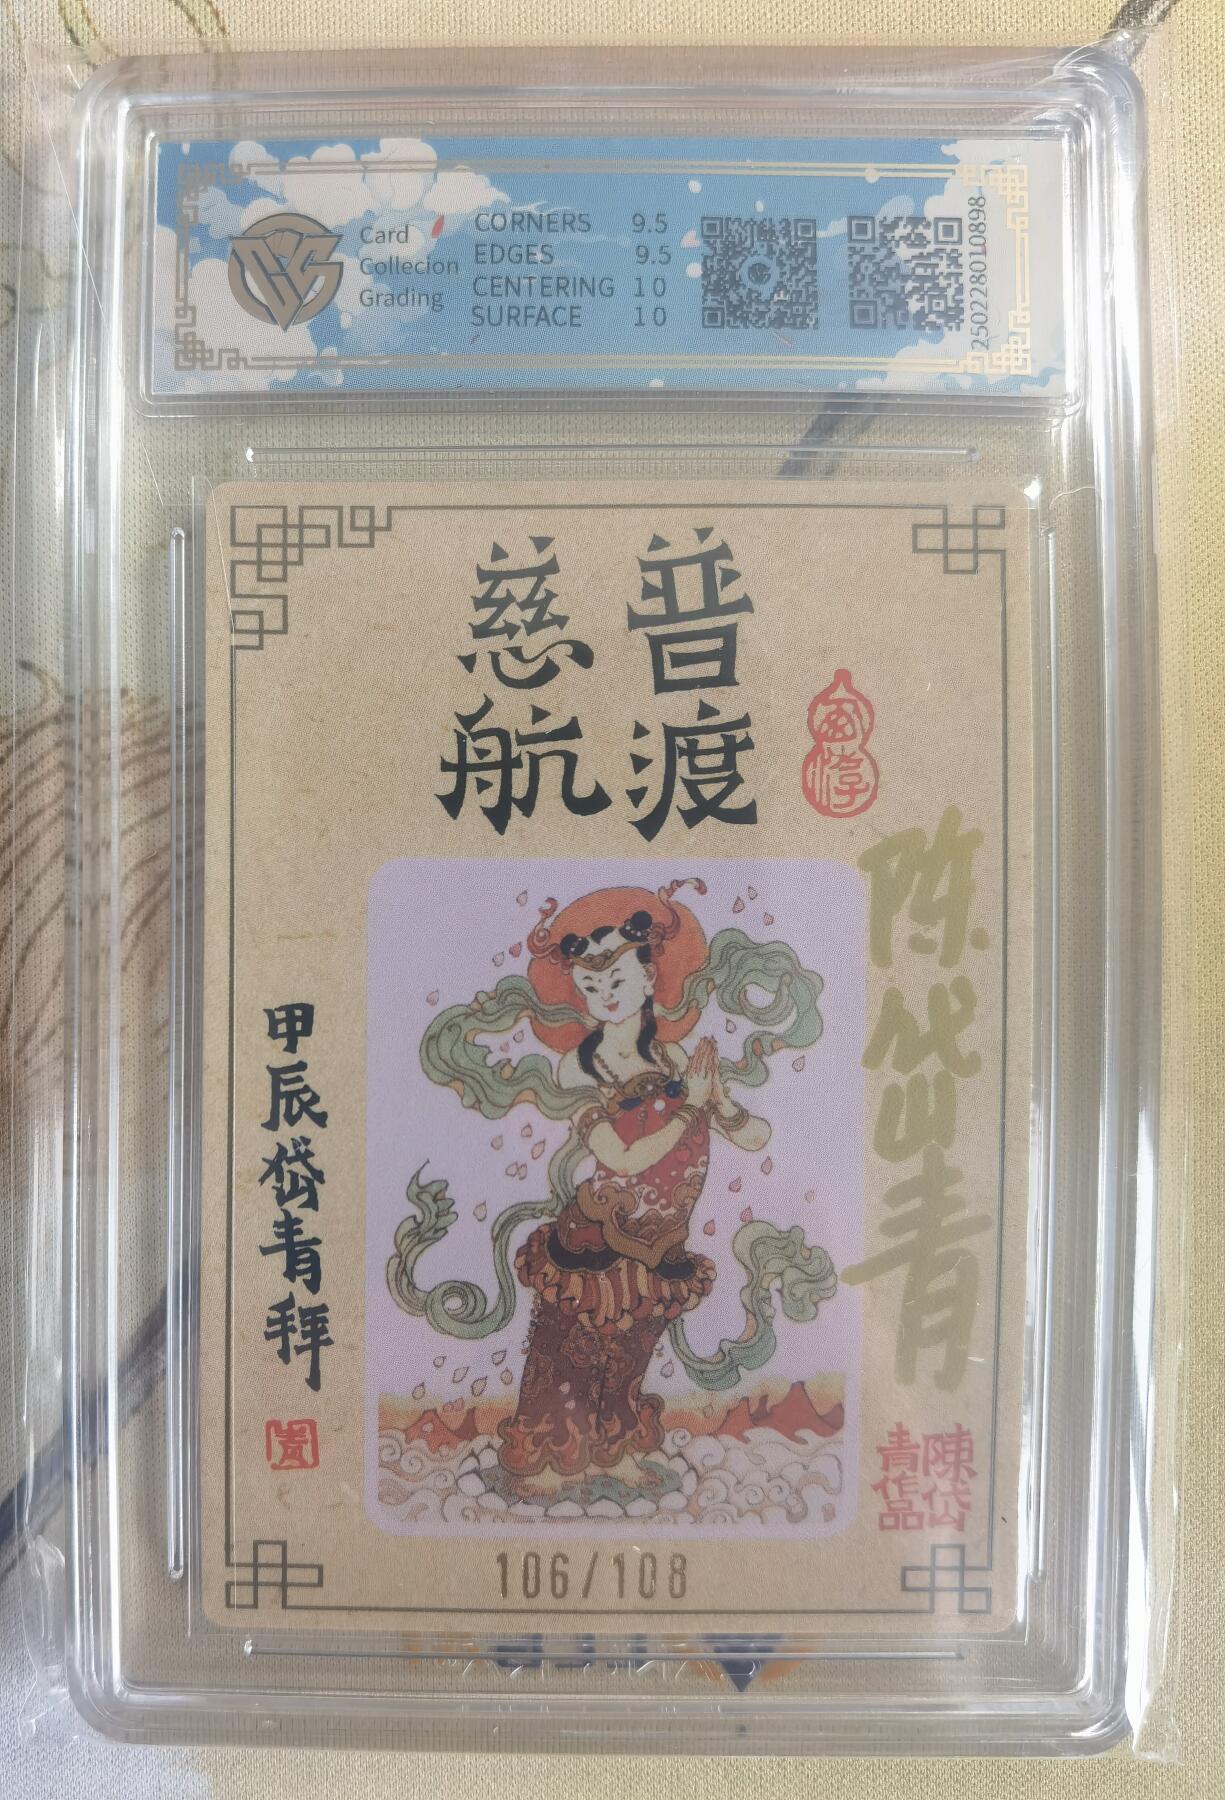 Card
Collecion
Grading
CORNERS 9.5
EDGES 9.5
CENTERING 10
SURFACE 10
250228010898
普渡
慈航
陈岱青
甲辰岱青拜
陳岱
青作品
106/108